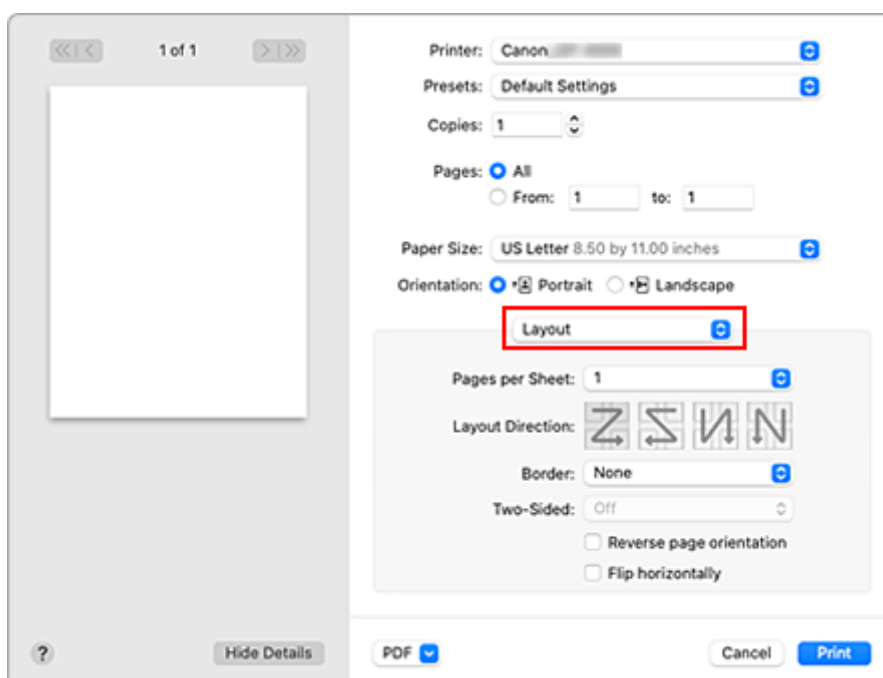 1 of 1
Printer: Canon
Presets: Default Settings
Copies: 1
Pages: All
From: 1 to: 1
Paper Size: US Letter 8.50 by 11.00 inches
Orientation: Portrait Landscape
Layout
Pages per Sheet: 1
Layout Direction:
Border: None
Two-Sided: Off
Reverse page orientation
Flip horizontally
? Hide Details PDF Cancel Print